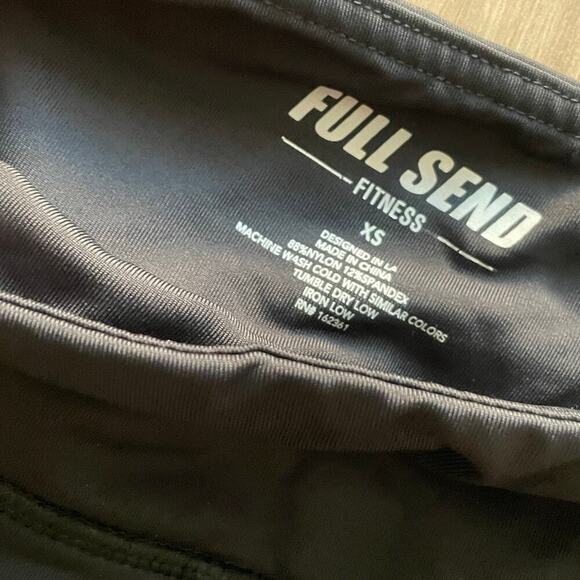 FULL SEND
FITNESS
XS
DESIGNED IN LA
MADE IN CHINA
88%NYLON 12%SPANDEX
MACHINE WASH COLD WITH SIMILAR COLORS
TUMBLE DRY LOW
IRON LOW
RN# 162361